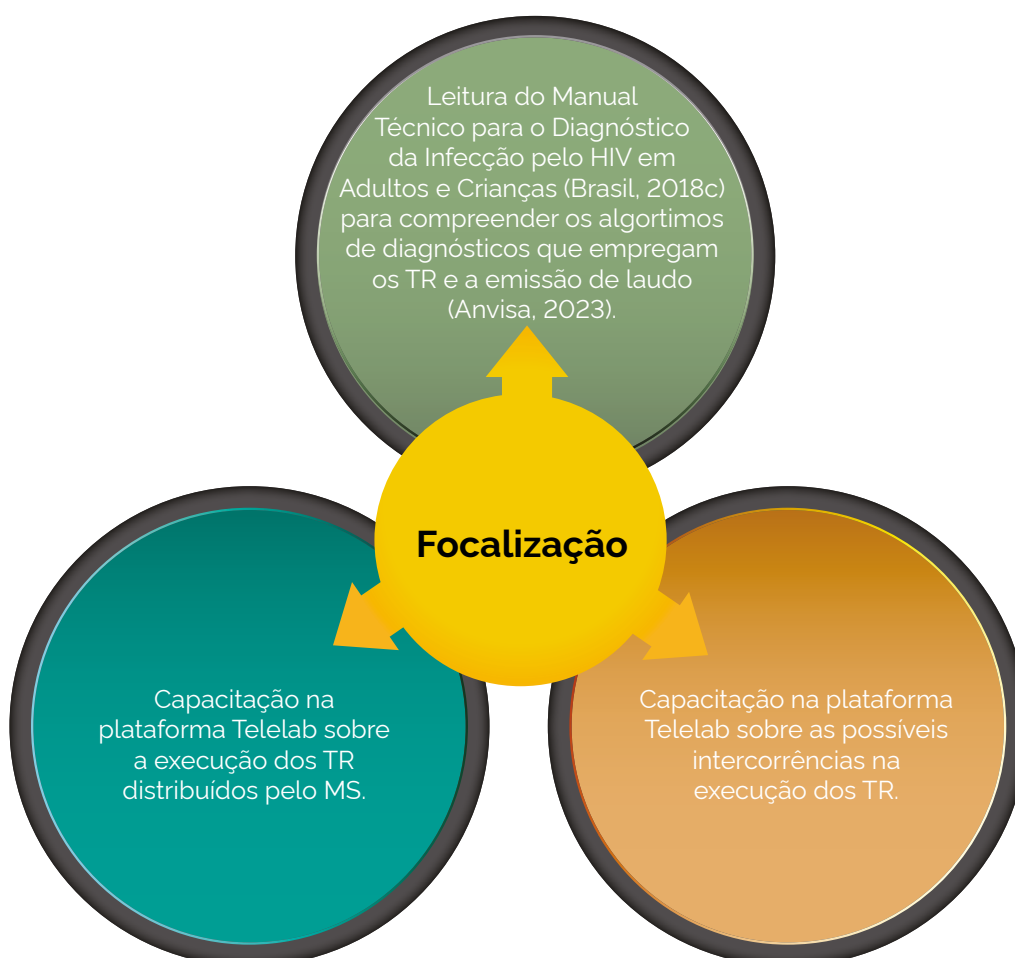 Leitura do Manual
Técnico para o Diagnóstico
da Infecção pelo HIV em
Adultos e Crianças (Brasil, 2018c)
para compreender os algortimos
de diagnósticos que empregam
os TR e a emissão de laudo
(Anvisa, 2023).
Focalização
Capacitação na
plataforma Telelab sobre
a execução dos TR
distribuídos pelo MS.
Capacitação na plataforma
Telelab sobre as possíveis
intercorrências na
execução dos TR.